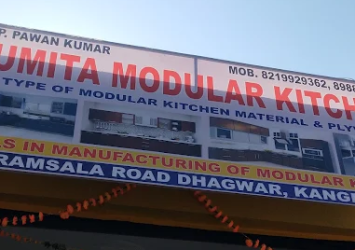 P. PAWAN KUMAR
MOB. 8219929362, 898
UMITA MODULAR KITCH
TYPE OF MODULAR KITCHEN MATERIAL & PLY
S IN MANUFACTURING OF MODULAR K
RAMSALA ROAD DHAGWAR, KANG